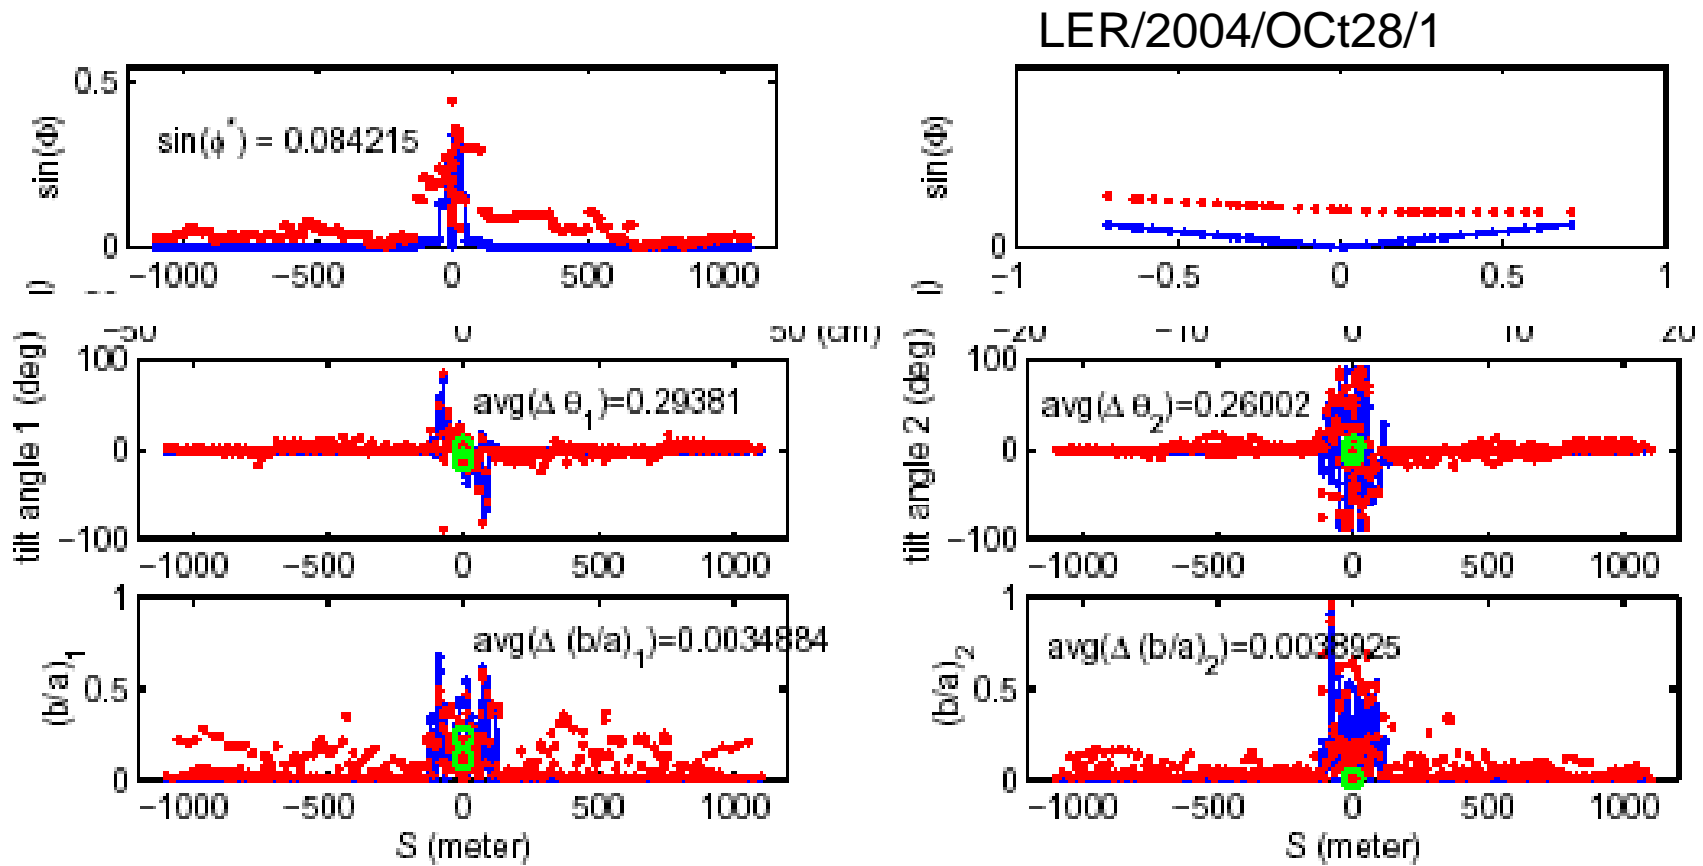 LER/2004/OCt28/1
0.5
sin(Φ)
sin(ϕ*) = 0.084215
0
−1000 −500 0 500 1000
sin(Φ)
0
−1 −0.5 0 0.5 1
−50 0 50 (cm)
−20 −10 0 10 20
tilt angle 1 (deg)
100
avg(Δ θ1)=0.29381
0
−100
−1000 −500 0 500 1000
tilt angle 2 (deg)
100
avg(Δ θ2)=0.26002
0
−100
−1000 −500 0 500 1000
(b/a)1
1
avg(Δ (b/a)1)=0.0034884
0.5
0
−1000 −500 0 500 1000
S (meter)
(b/a)2
1
avg(Δ (b/a)2)=0.0038925
0.5
0
−1000 −500 0 500 1000
S (meter)